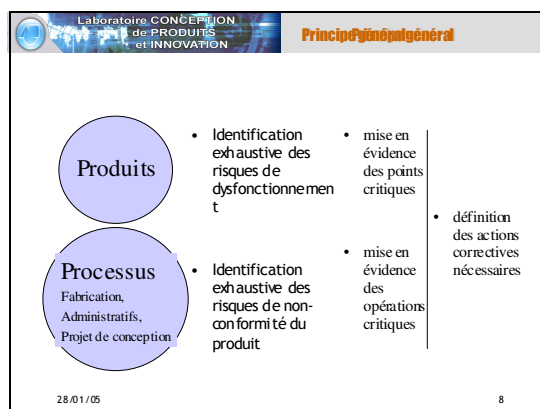 Laboratoire CONCEPTION
de PRODUITS
et INNOVATION
Principe général
Produits
• Identification
exhaustive des
risques de
dysfonctionnemen
t
• mise en
évidence
des points
critiques
• définition
des actions
correctives
nécessaires
Processus
Fabrication,
Administratifs,
Projet de conception
• Identification
exhaustive des
risques de non-
conformité du
produit
• mise en
évidence
des
opérations
critiques
28/01/05
8